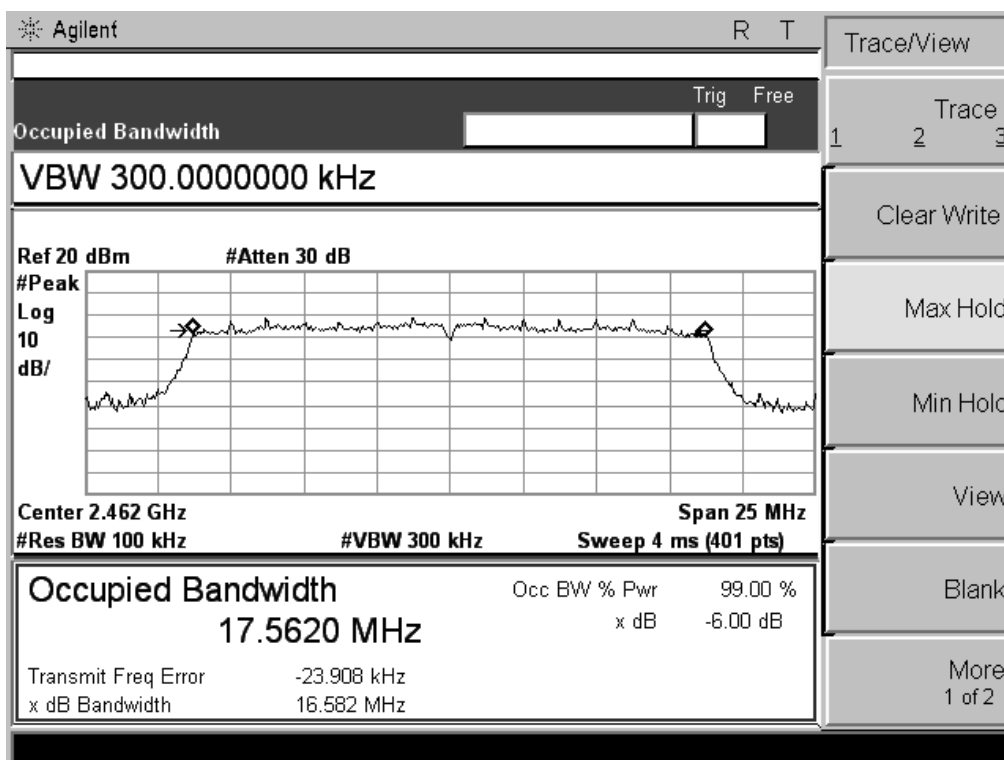 Agilent R T
Trace/View
Trig Free
Occupied Bandwidth
VBW 300.0000000 kHz
Ref 20 dBm #Atten 30 dB
#Peak
Log
10
dB/
Center 2.462 GHz Span 25 MHz
#Res BW 100 kHz #VBW 300 kHz Sweep 4 ms (401 pts)
Occupied Bandwidth
17.5620 MHz
Occ BW % Pwr 99.00 %
x dB -6.00 dB
Transmit Freq Error -23.908 kHz
x dB Bandwidth 16.582 MHz
Trace
1 2 3
Clear Write
Max Hold
Min Hold
View
Blank
More
1 of 2